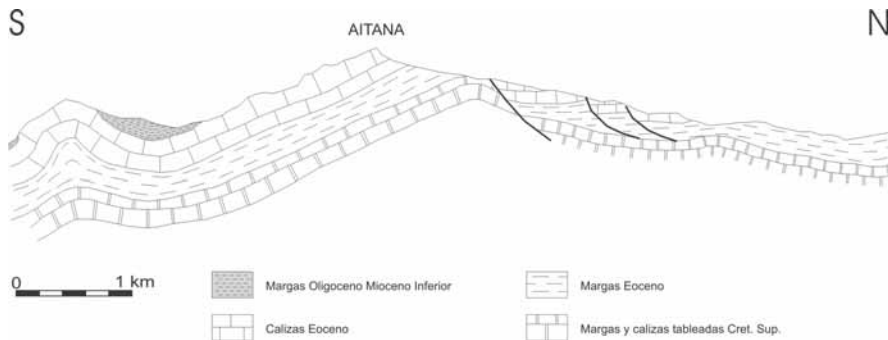 S
N
AITANA
0 1 km
Margas Oligoceno Mioceno Inferior
Margas Eoceno
Calizas Eoceno
Margas y calizas tableadas Cret. Sup.